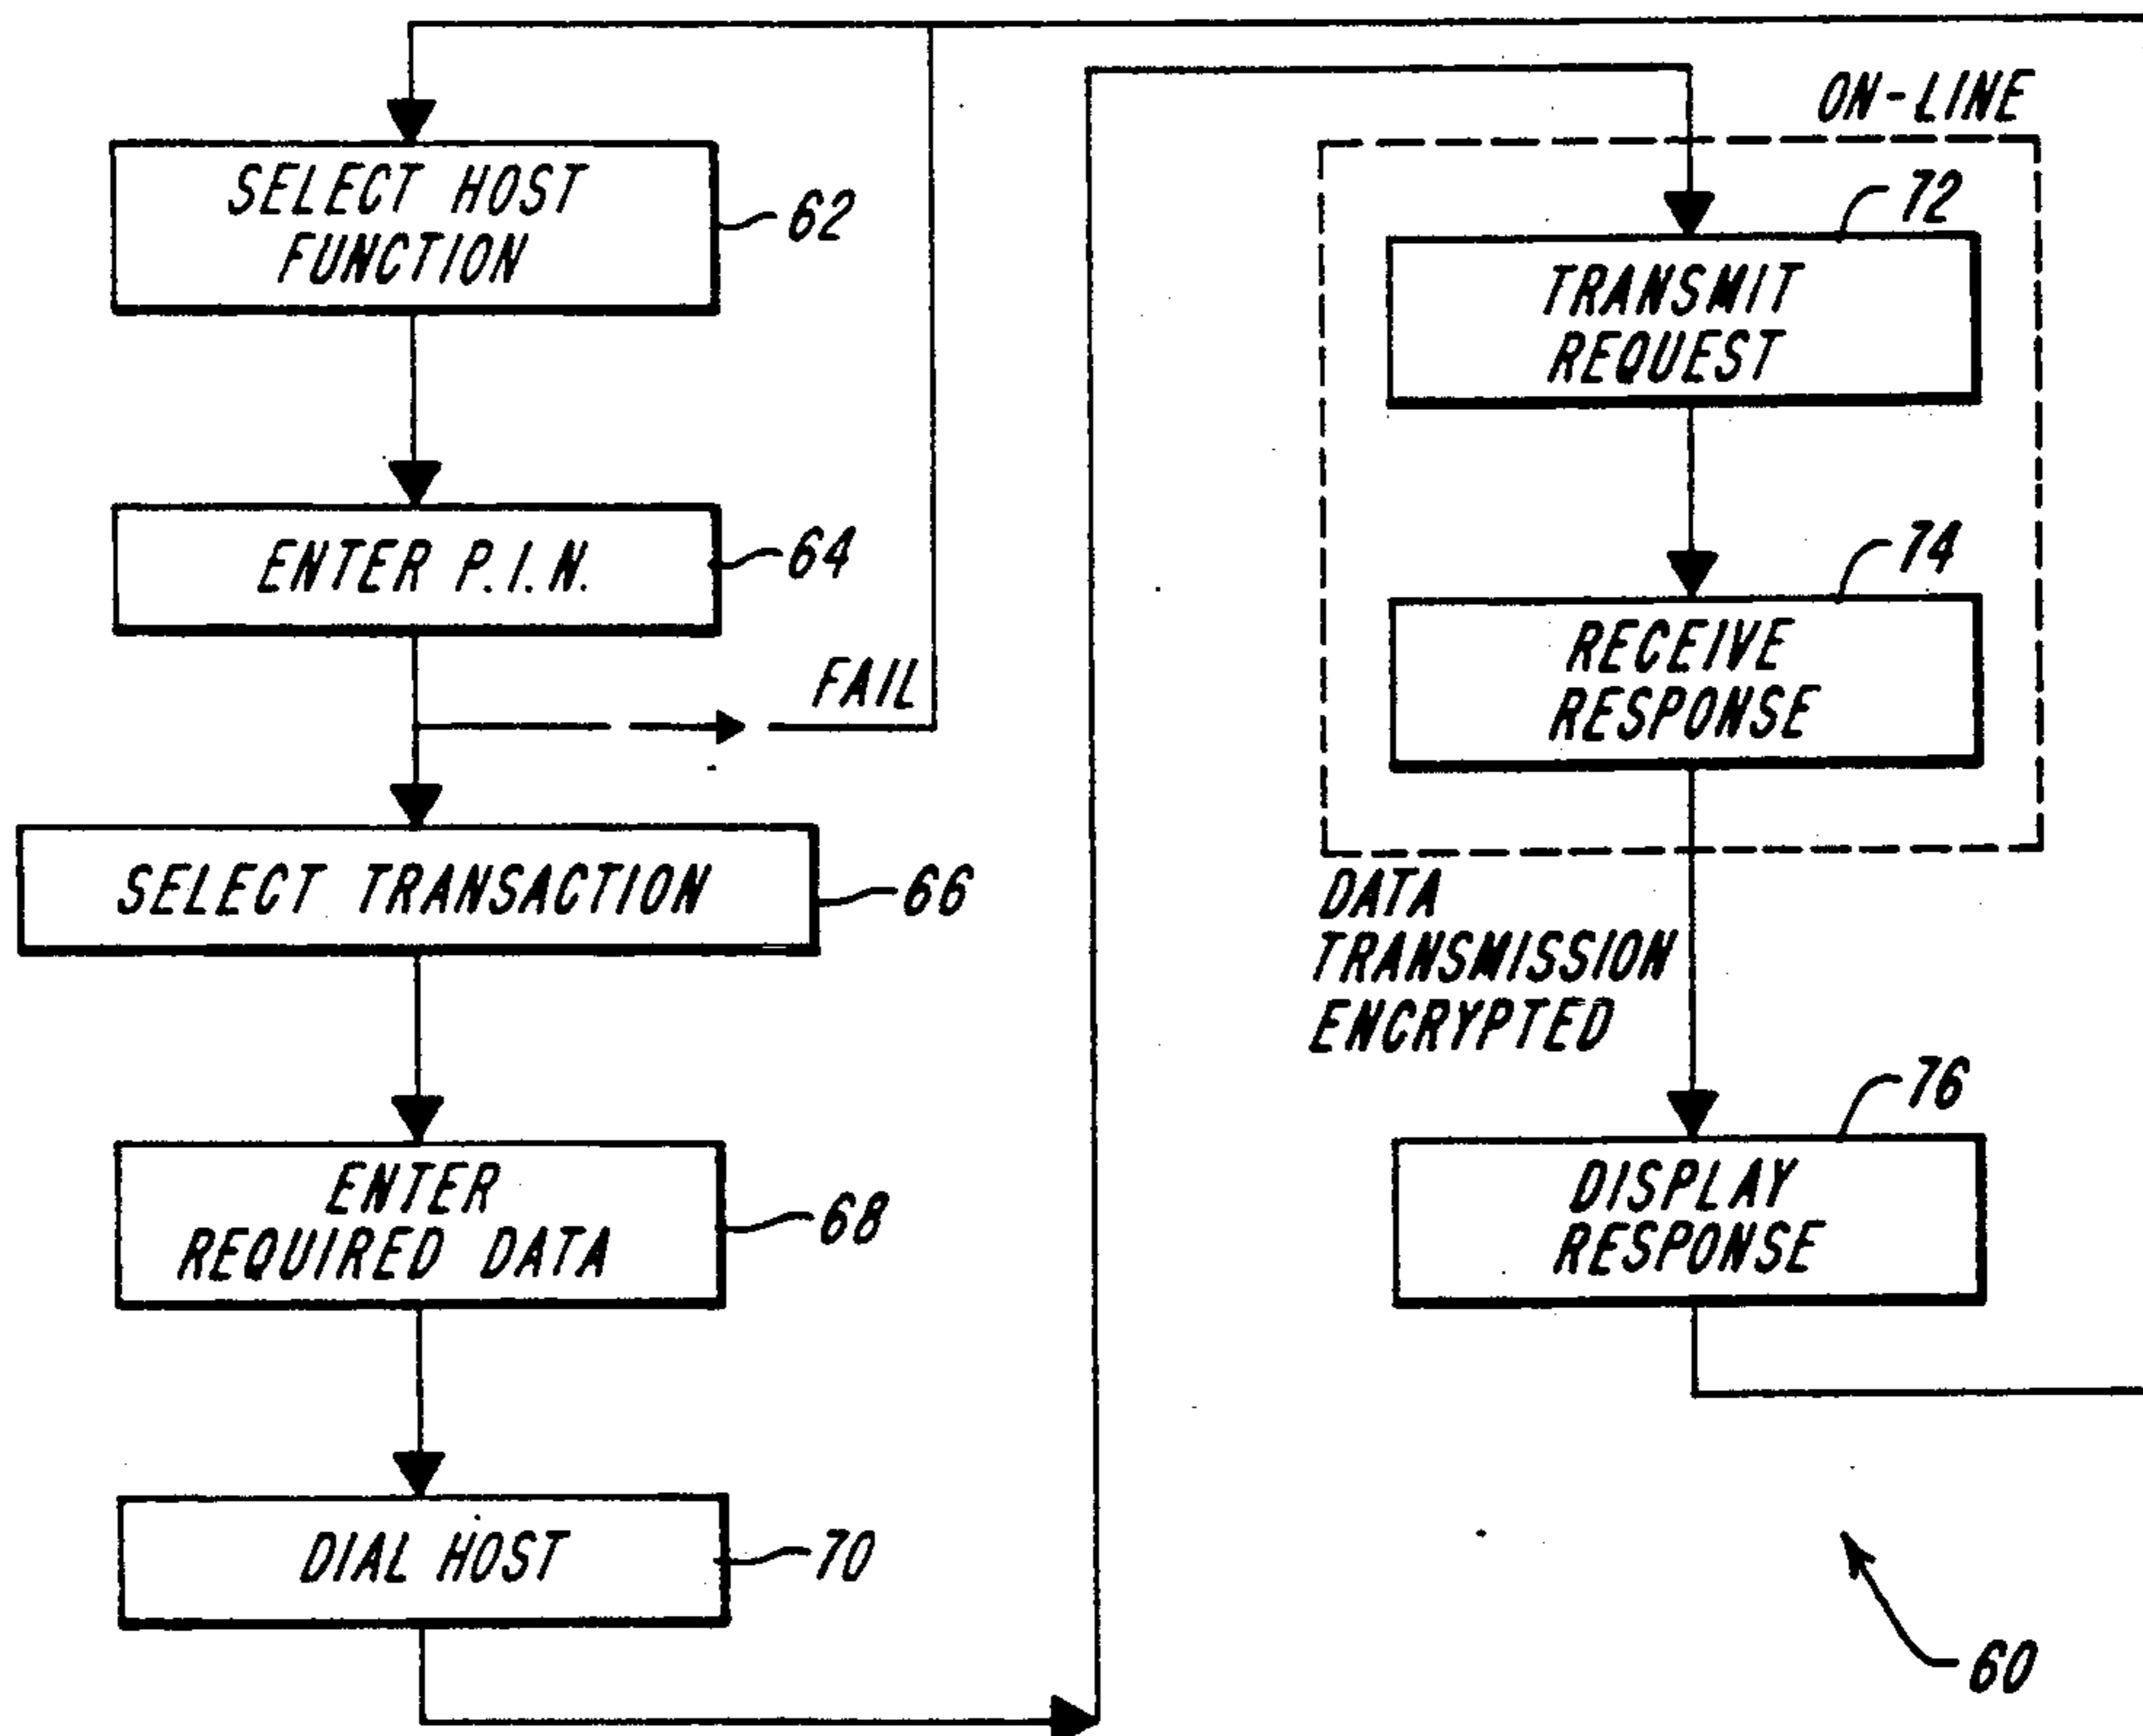 SELECT HOST
FUNCTION
62
ENTER P.I.N.
64
FAIL
SELECT TRANSACTION
66
ENTER
REQUIRED DATA
68
DIAL HOST
70
ON-LINE
72
TRANSMIT
REQUEST
74
RECEIVE
RESPONSE
DATA
TRANSMISSION
ENCRYPTED
76
DISPLAY
RESPONSE
60